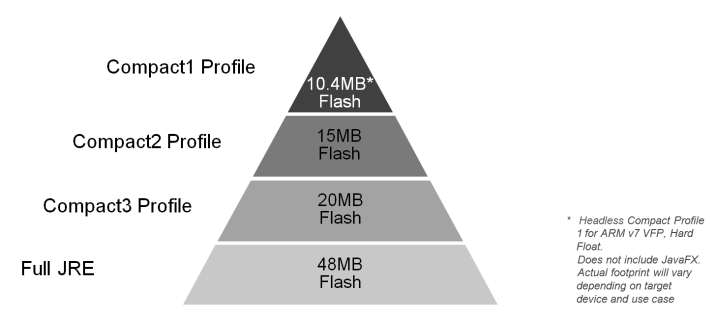 Compact1 Profile
10.4MB*
Flash
Compact2 Profile
15MB
Flash
Compact3 Profile
20MB
Flash
Full JRE
48MB
Flash
* Headless Compact Profile
1 for ARM v7 VFP, Hard
Float.
Does not include JavaFX.
Actual footprint will vary
depending on target
device and use case